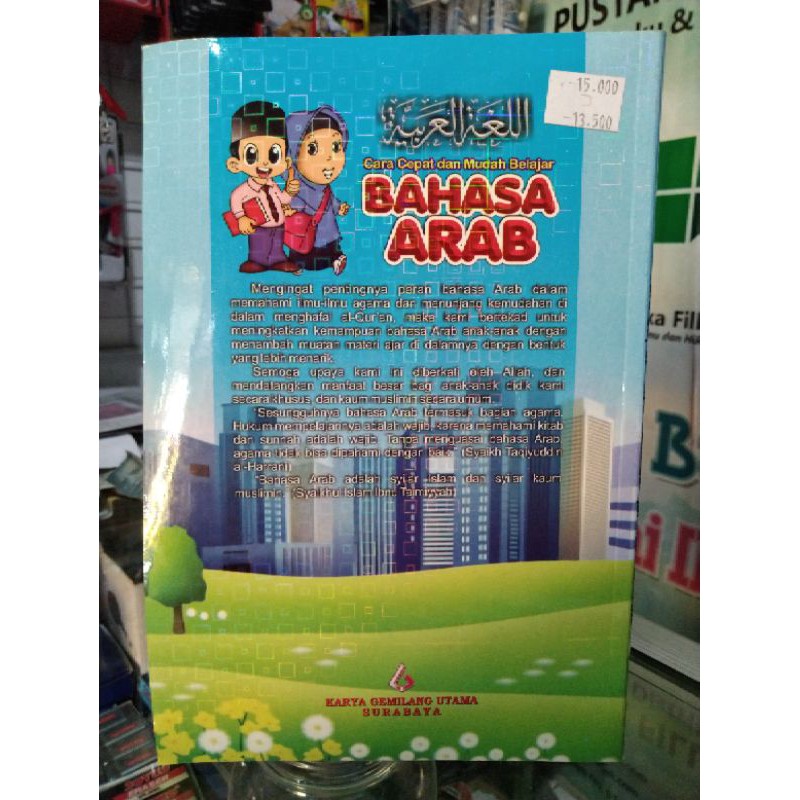 PUSTA
&
15.000
13.500
اللغة العربية
Cara Cepat dan Mudah Belajar
BAHASA
ARAB
Mengingat pentingnya peran bahasa Arab dalam
memahami ilmu-ilmu agama dan menunjang kemudahan di
dalam menghafal al-Qur'an, maka kami bertekad untuk
meningkatkan kemampuan bahasa Arab anak-anak dengan
menambah muatan materi ajar di dalamnya dengan bentuk
yang lebih menarik.
Semoga upaya kami ini diberkati oleh Allah, dan
mendatangkan manfaat besar bagi anak-anak didik kami
secara khusus, dan kaum muslimin secara umum.
"Sesungguhnya bahasa Arab termasuk bagian agama.
Hukum mempelajarinya adalah wajib, karena memahami kitab
dan sunnah adalah wajib. Tanpa menguasai bahasa Arab,
agama tidak bisa dipahami dengan baik" (Syaikh Taqiyuddin
al-Harrani)
"Bahasa Arab adalah syiar Islam dan syiar kaum
muslimin" (Syaikhul Islam Ibnu Taimiyyah)
ka Fill
B
KARYA GEMILANG UTAMA
SURABAYA